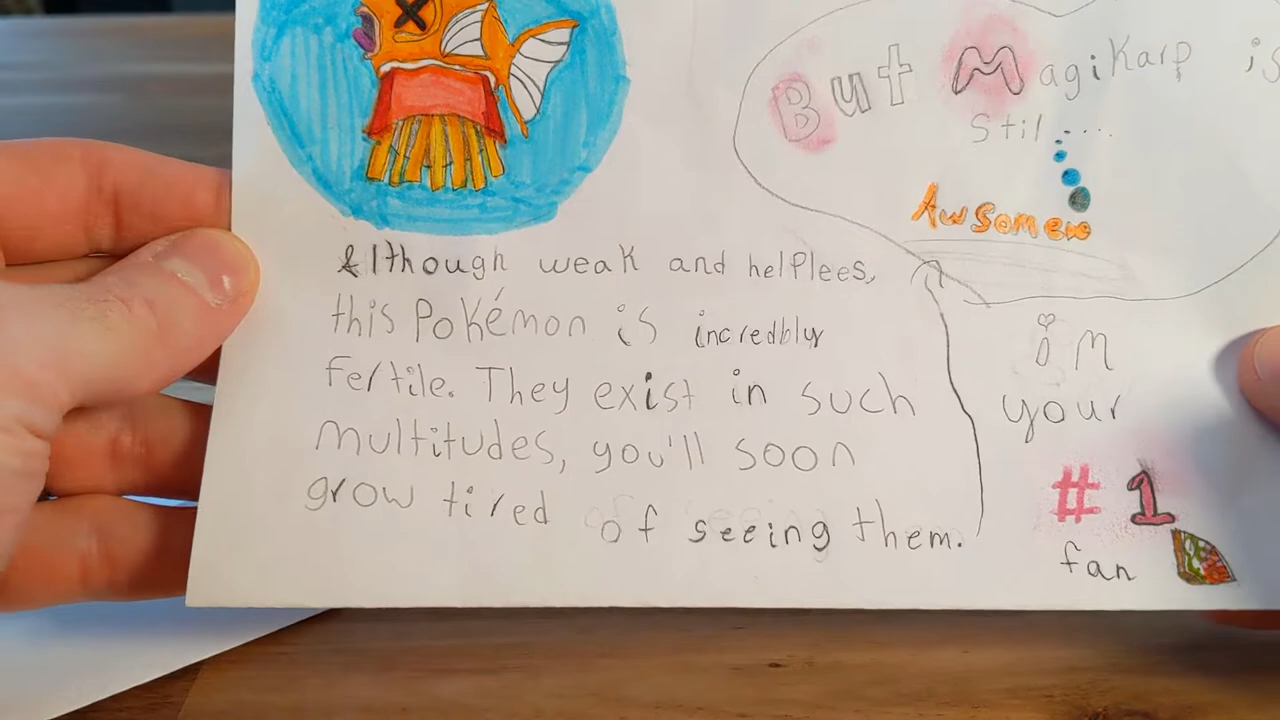 But Magikarp is
Stil.....
Awsome
Although weak and helplees,
this Pokémon is incredbly
fertile. They exist in such
multitudes, you'll soon
grow tired of seeing them.
im
your
#1
fan